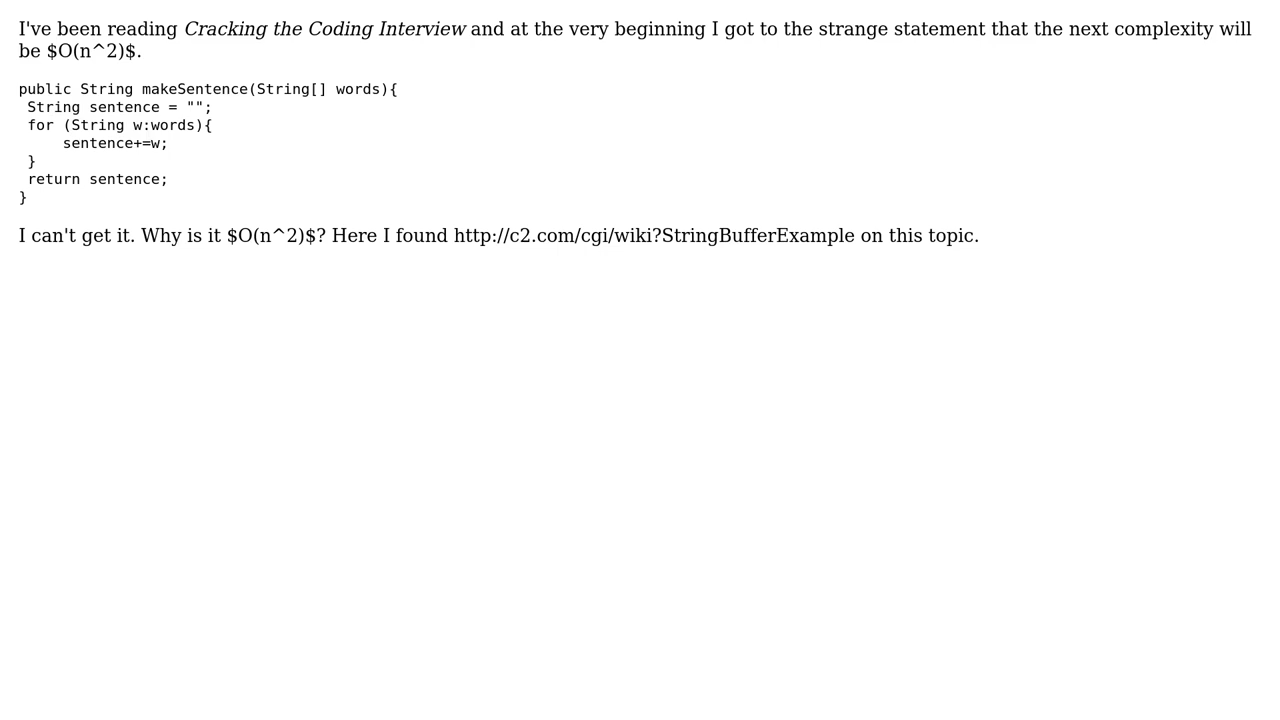 I've been reading Cracking the Coding Interview and at the very beginning I got to the strange statement that the next complexity will
be $O(n^2)$.
public String makeSentence(String[] words){
 String sentence = "";
 for (String w:words){
     sentence+=w;
 }
 return sentence;
}
I can't get it. Why is it $O(n^2)$? Here I found http://c2.com/cgi/wiki?StringBufferExample on this topic.